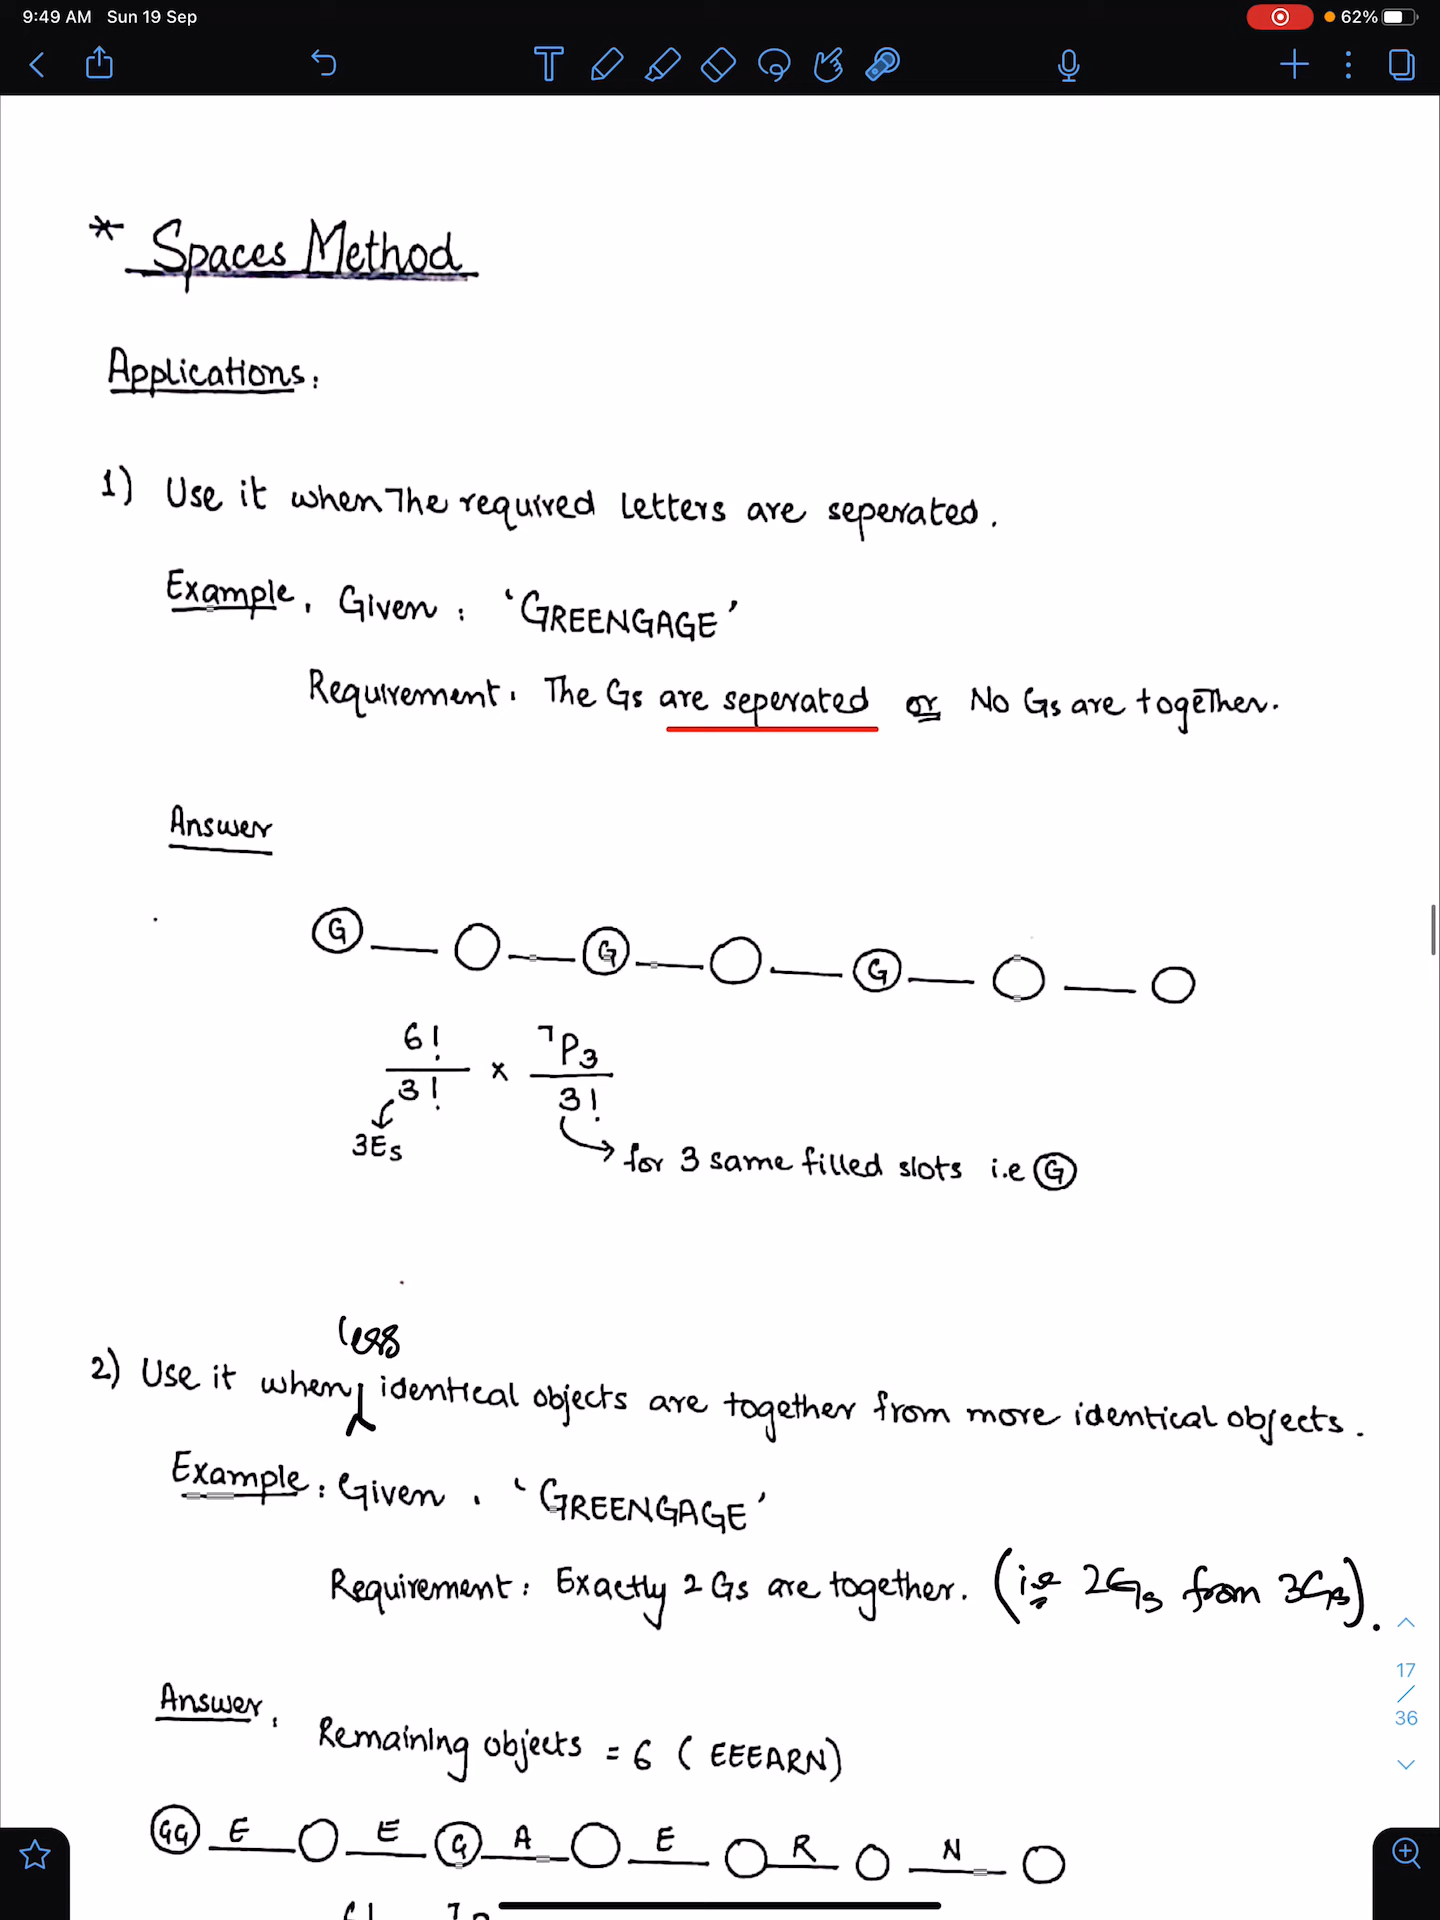 9:49 AM Sun 19 Sep
62%
* Spaces Method
Applications:
1) Use it when the required letters are seperated.
Example. Given : 'GREENGAGE'
Requirement. The Gs are seperated or No Gs are together.
Answer
G G G
6! × 7P3
3! 3!
3Es
for 3 same filled slots i.e G
less
2) Use it when identical objects are together from more identical objects.
Example: Given . 'GREENGAGE'
Requirement: Exactly 2 Gs are together. (i.e 2Gs from 3Gs).
17
/
36
Answer: Remaining objects = 6 (EEEARN)
GG E E G A E R N